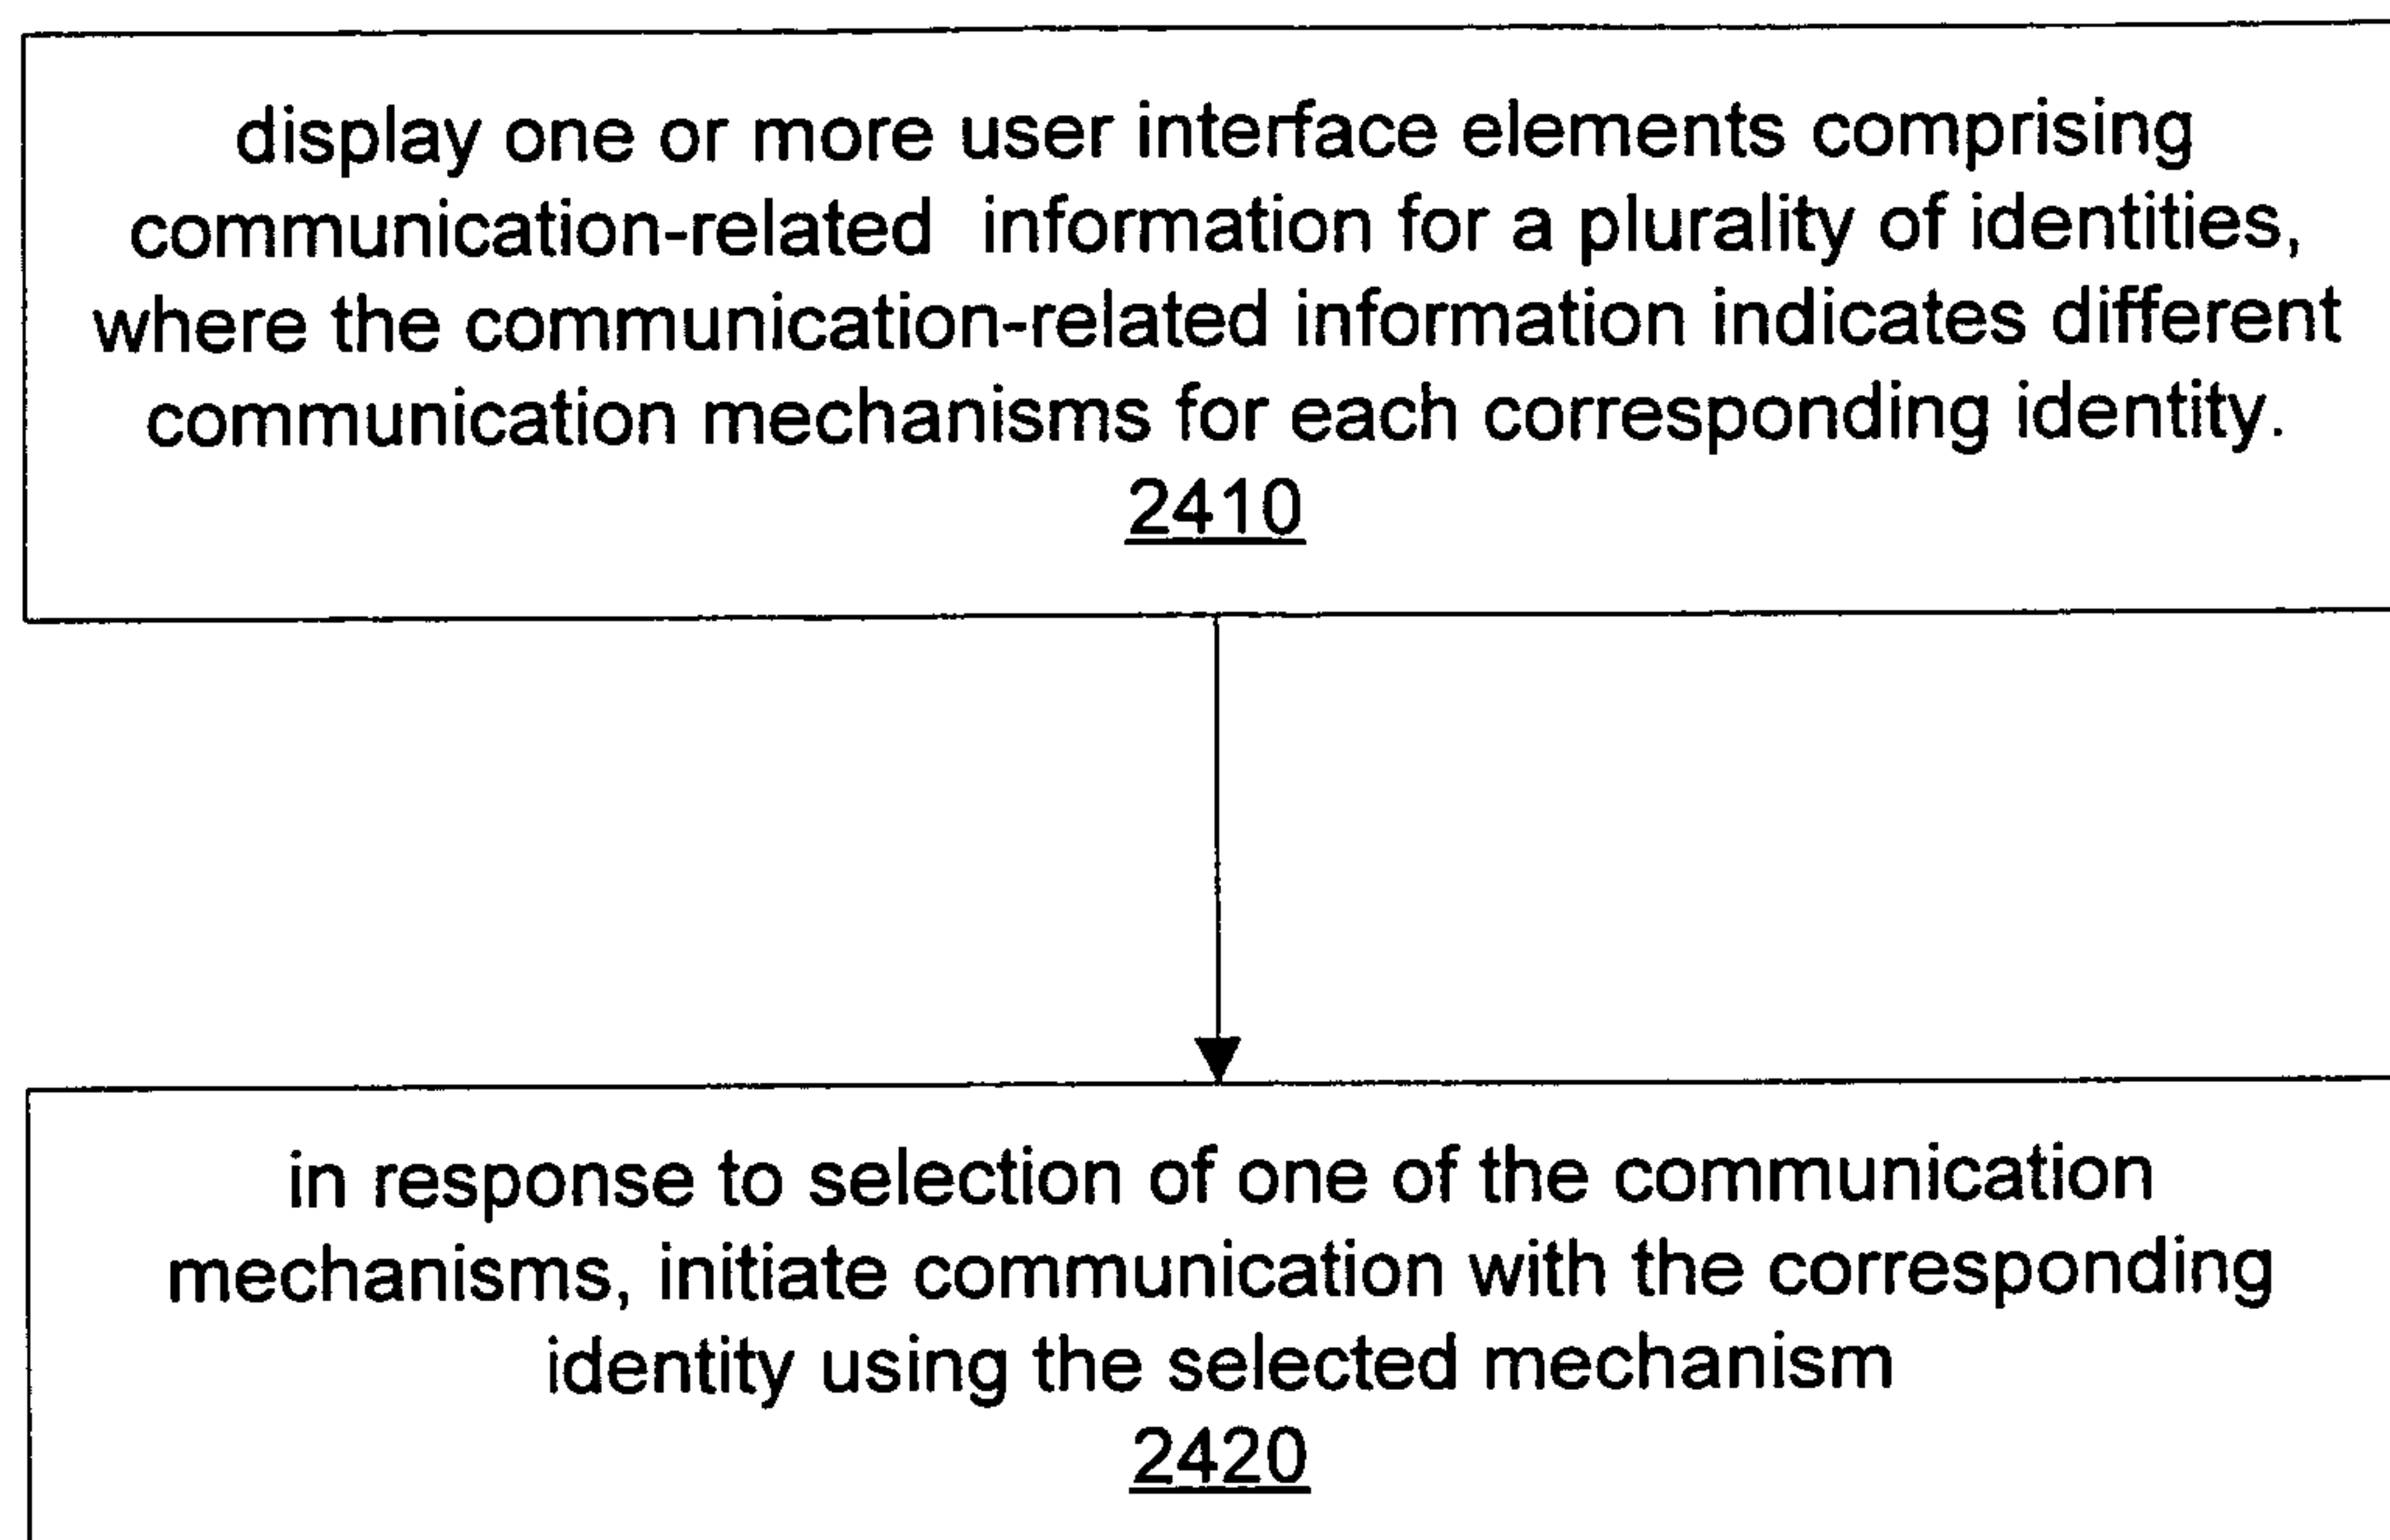 display one or more user interface elements comprising
communication-related information for a plurality of identities,
where the communication-related information indicates different
communication mechanisms for each corresponding identity.
2410
in response to selection of one of the communication
mechanisms, initiate communication with the corresponding
identity using the selected mechanism
2420